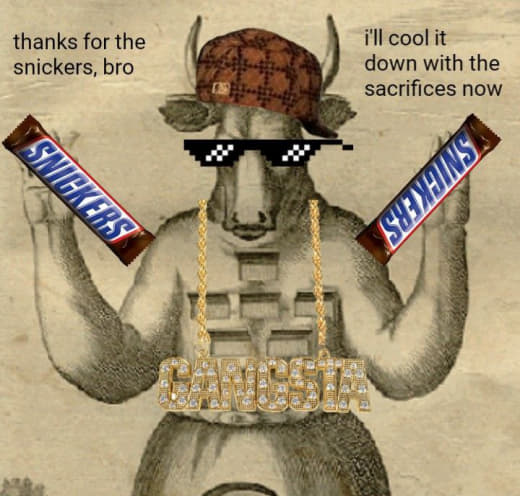 thanks for the
snickers, bro
i'll cool it
down with the
sacrifices now
SNICKERS
SNICKERS
GANGSTA